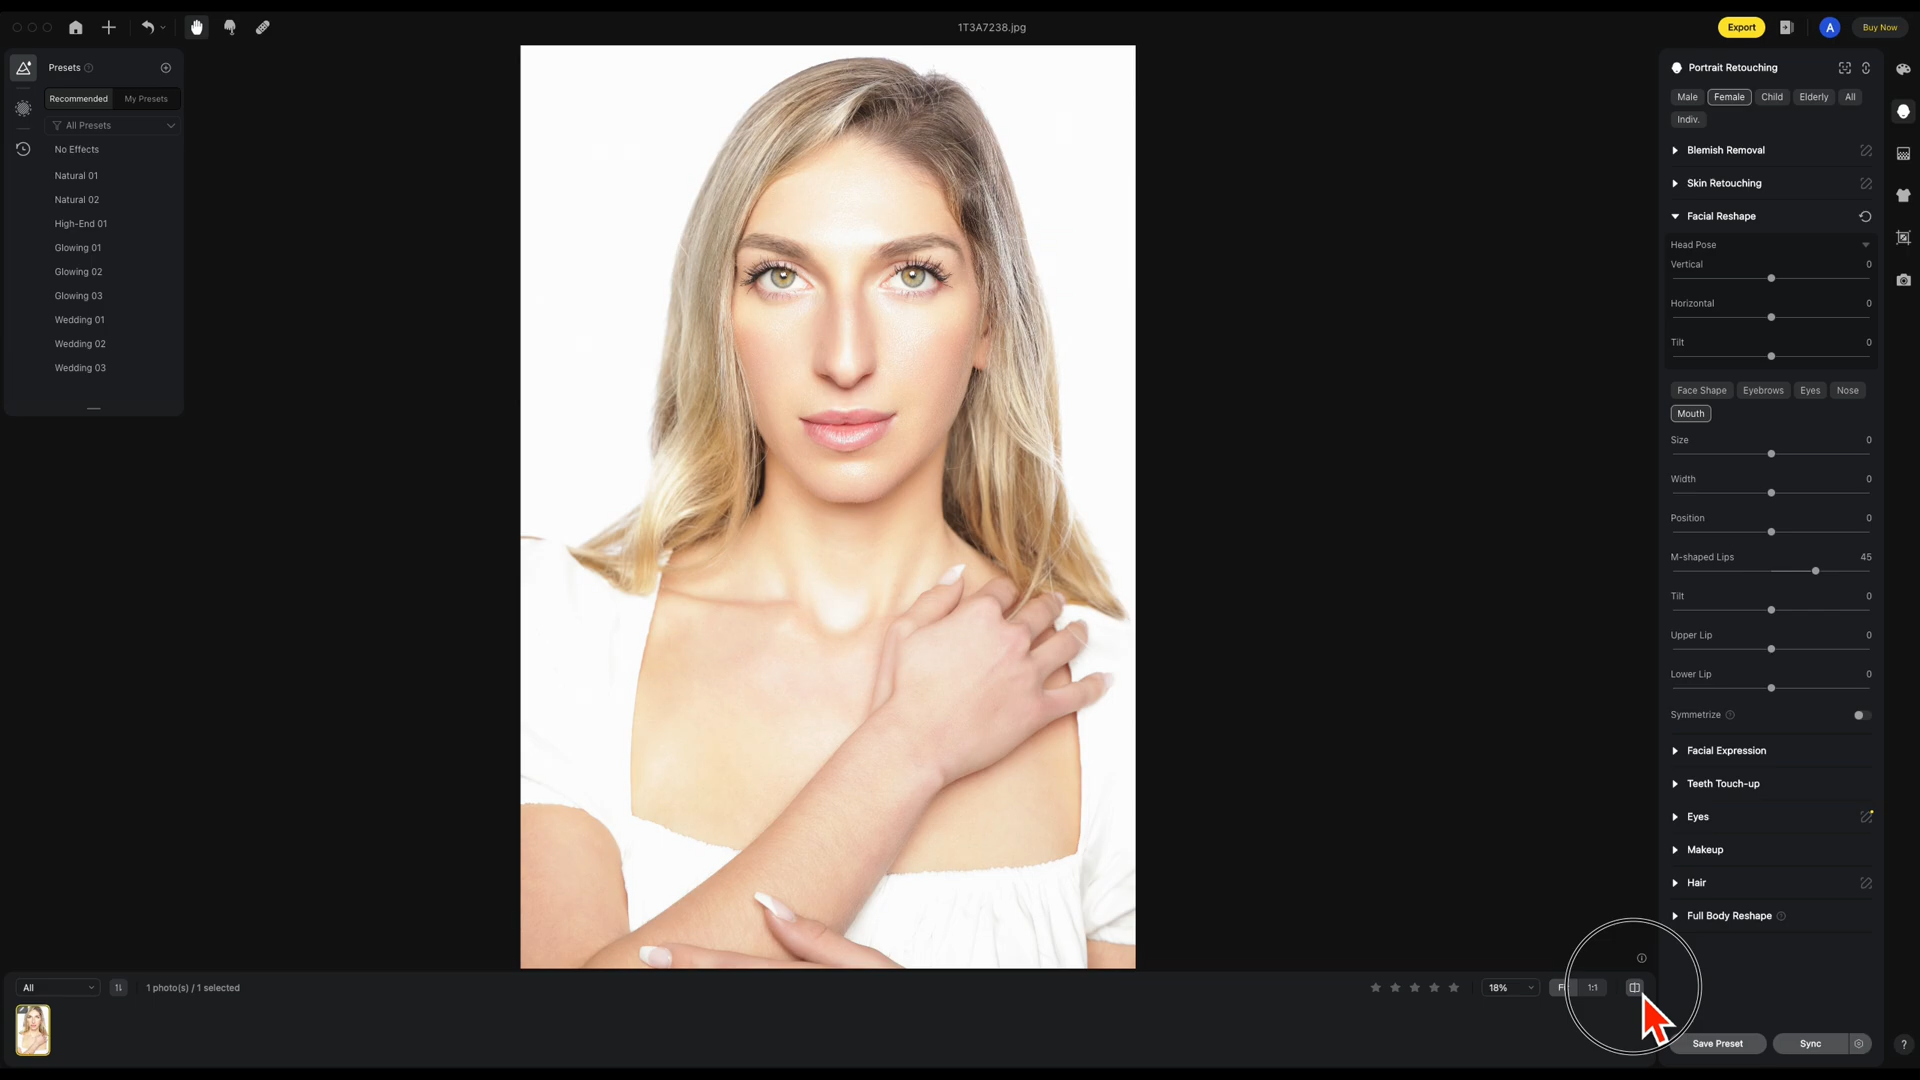 1T3A7238.jpg
Export
A
Buy Now
Presets
Recommended
My Presets
All Presets
No Effects
Natural 01
Natural 02
High-End 01
Glowing 01
Glowing 02
Glowing 03
Wedding 01
Wedding 02
Wedding 03
Portrait Retouching
Male
Female
Child
Elderly
All
Indiv.
Blemish Removal
Skin Retouching
Facial Reshape
Head Pose
Vertical 0
Horizontal 0
Tilt 0
Face Shape
Eyebrows
Eyes
Nose
Mouth
Size 0
Width 0
Position 0
M-shaped Lips 45
Tilt 0
Upper Lip 0
Lower Lip 0
Symmetrize
Facial Expression
Teeth Touch-up
Eyes
Makeup
Hair
Full Body Reshape
All
1 photo(s) / 1 selected
18%
1:1
Save Preset
Sync